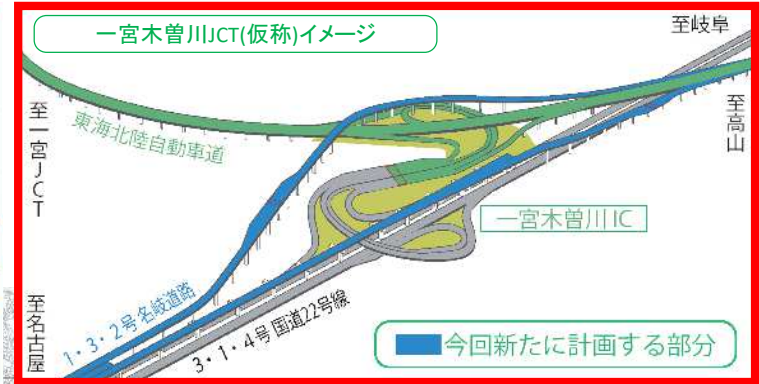 一宮木曽川JCT(仮称)イメージ
至岐阜
至一宮JCT
東海北陸自動車道
至高山
一宮木曽川IC
至名古屋
1・3・2号名岐道路
3・1・4号国道22号線
今回新たに計画する部分